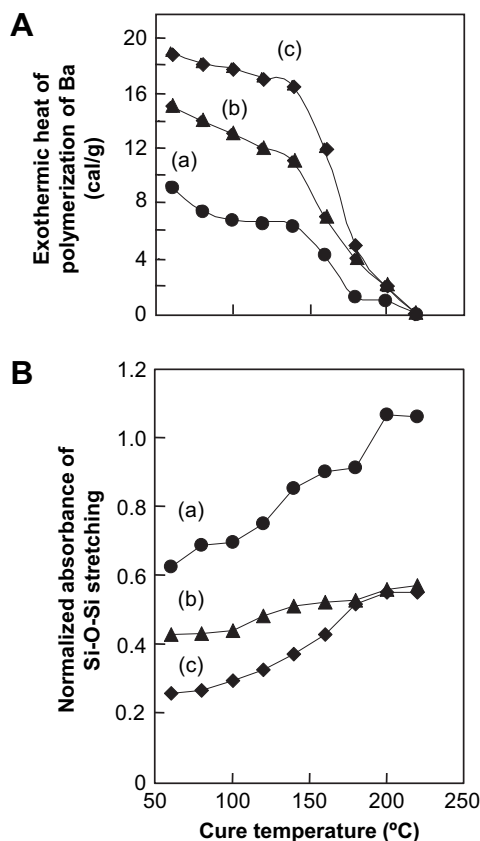 A
Exothermic heat of
polymerization of Ba
(cal/g)
20
16
12
8
4
0
(c)
(b)
(a)
B
Normalized absorbance of
Si-O-Si stretching
1.2
1.0
0.8
0.6
0.4
0.2
0
(a)
(b)
(c)
50 100 150 200 250
Cure temperature (ºC)